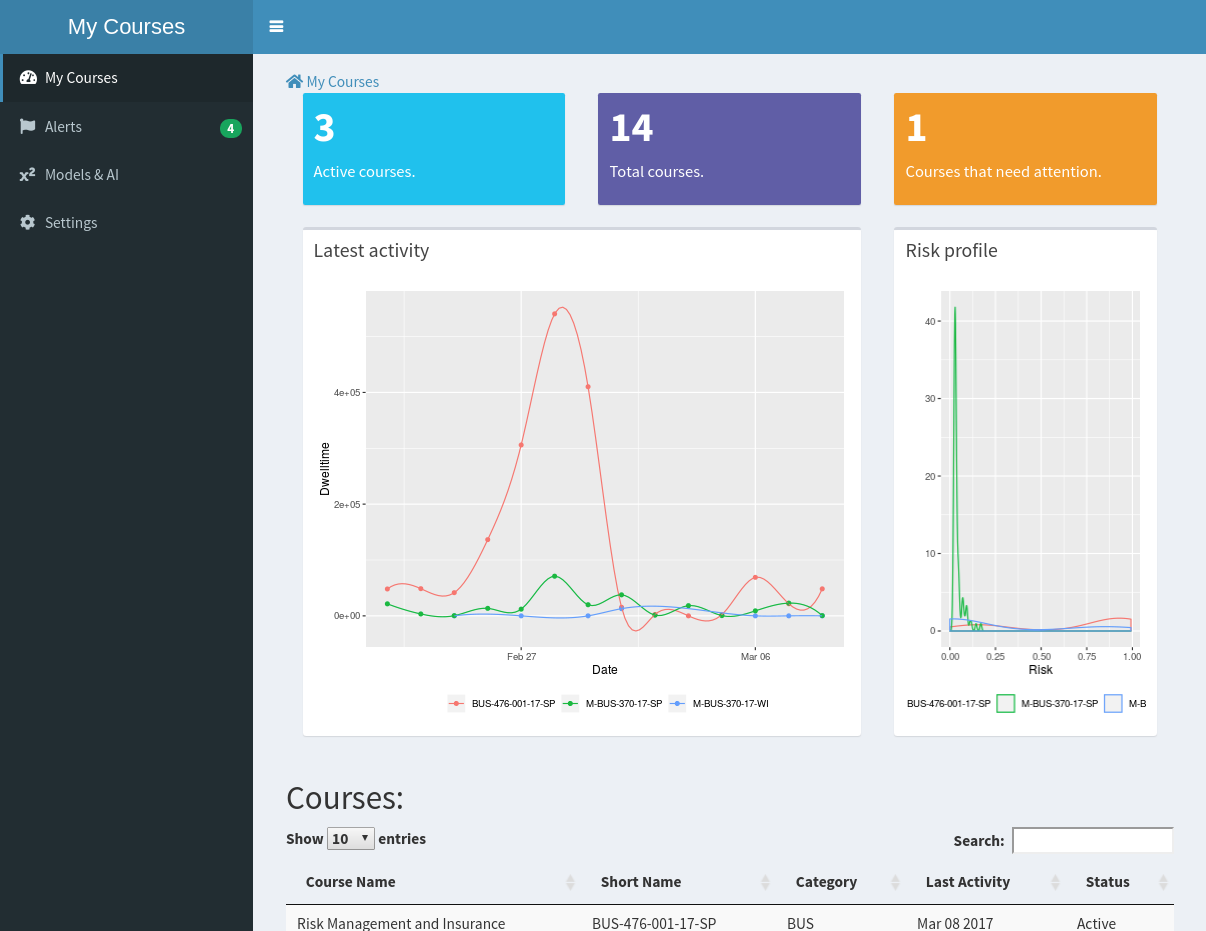 My Courses
My Courses
Alerts 4
Models & AI
Settings
My Courses
3
Active courses.
14
Total courses.
1
Courses that need attention.
Latest activity
4e+05
2e+05
0e+00
Dwelltime
Feb 27 Mar 06
Date
BUS-476-001-17-SP M-BUS-370-17-SP M-BUS-370-17-WI
Risk profile
40
30
20
10
0
0.00 0.25 0.50 0.75 1.00
Risk
BUS-476-001-17-SP M-BUS-370-17-SP M-B
Courses:
Show 10 entries
Search:
Course Name Short Name Category Last Activity Status
Risk Management and Insurance BUS-476-001-17-SP BUS Mar 08 2017 Active